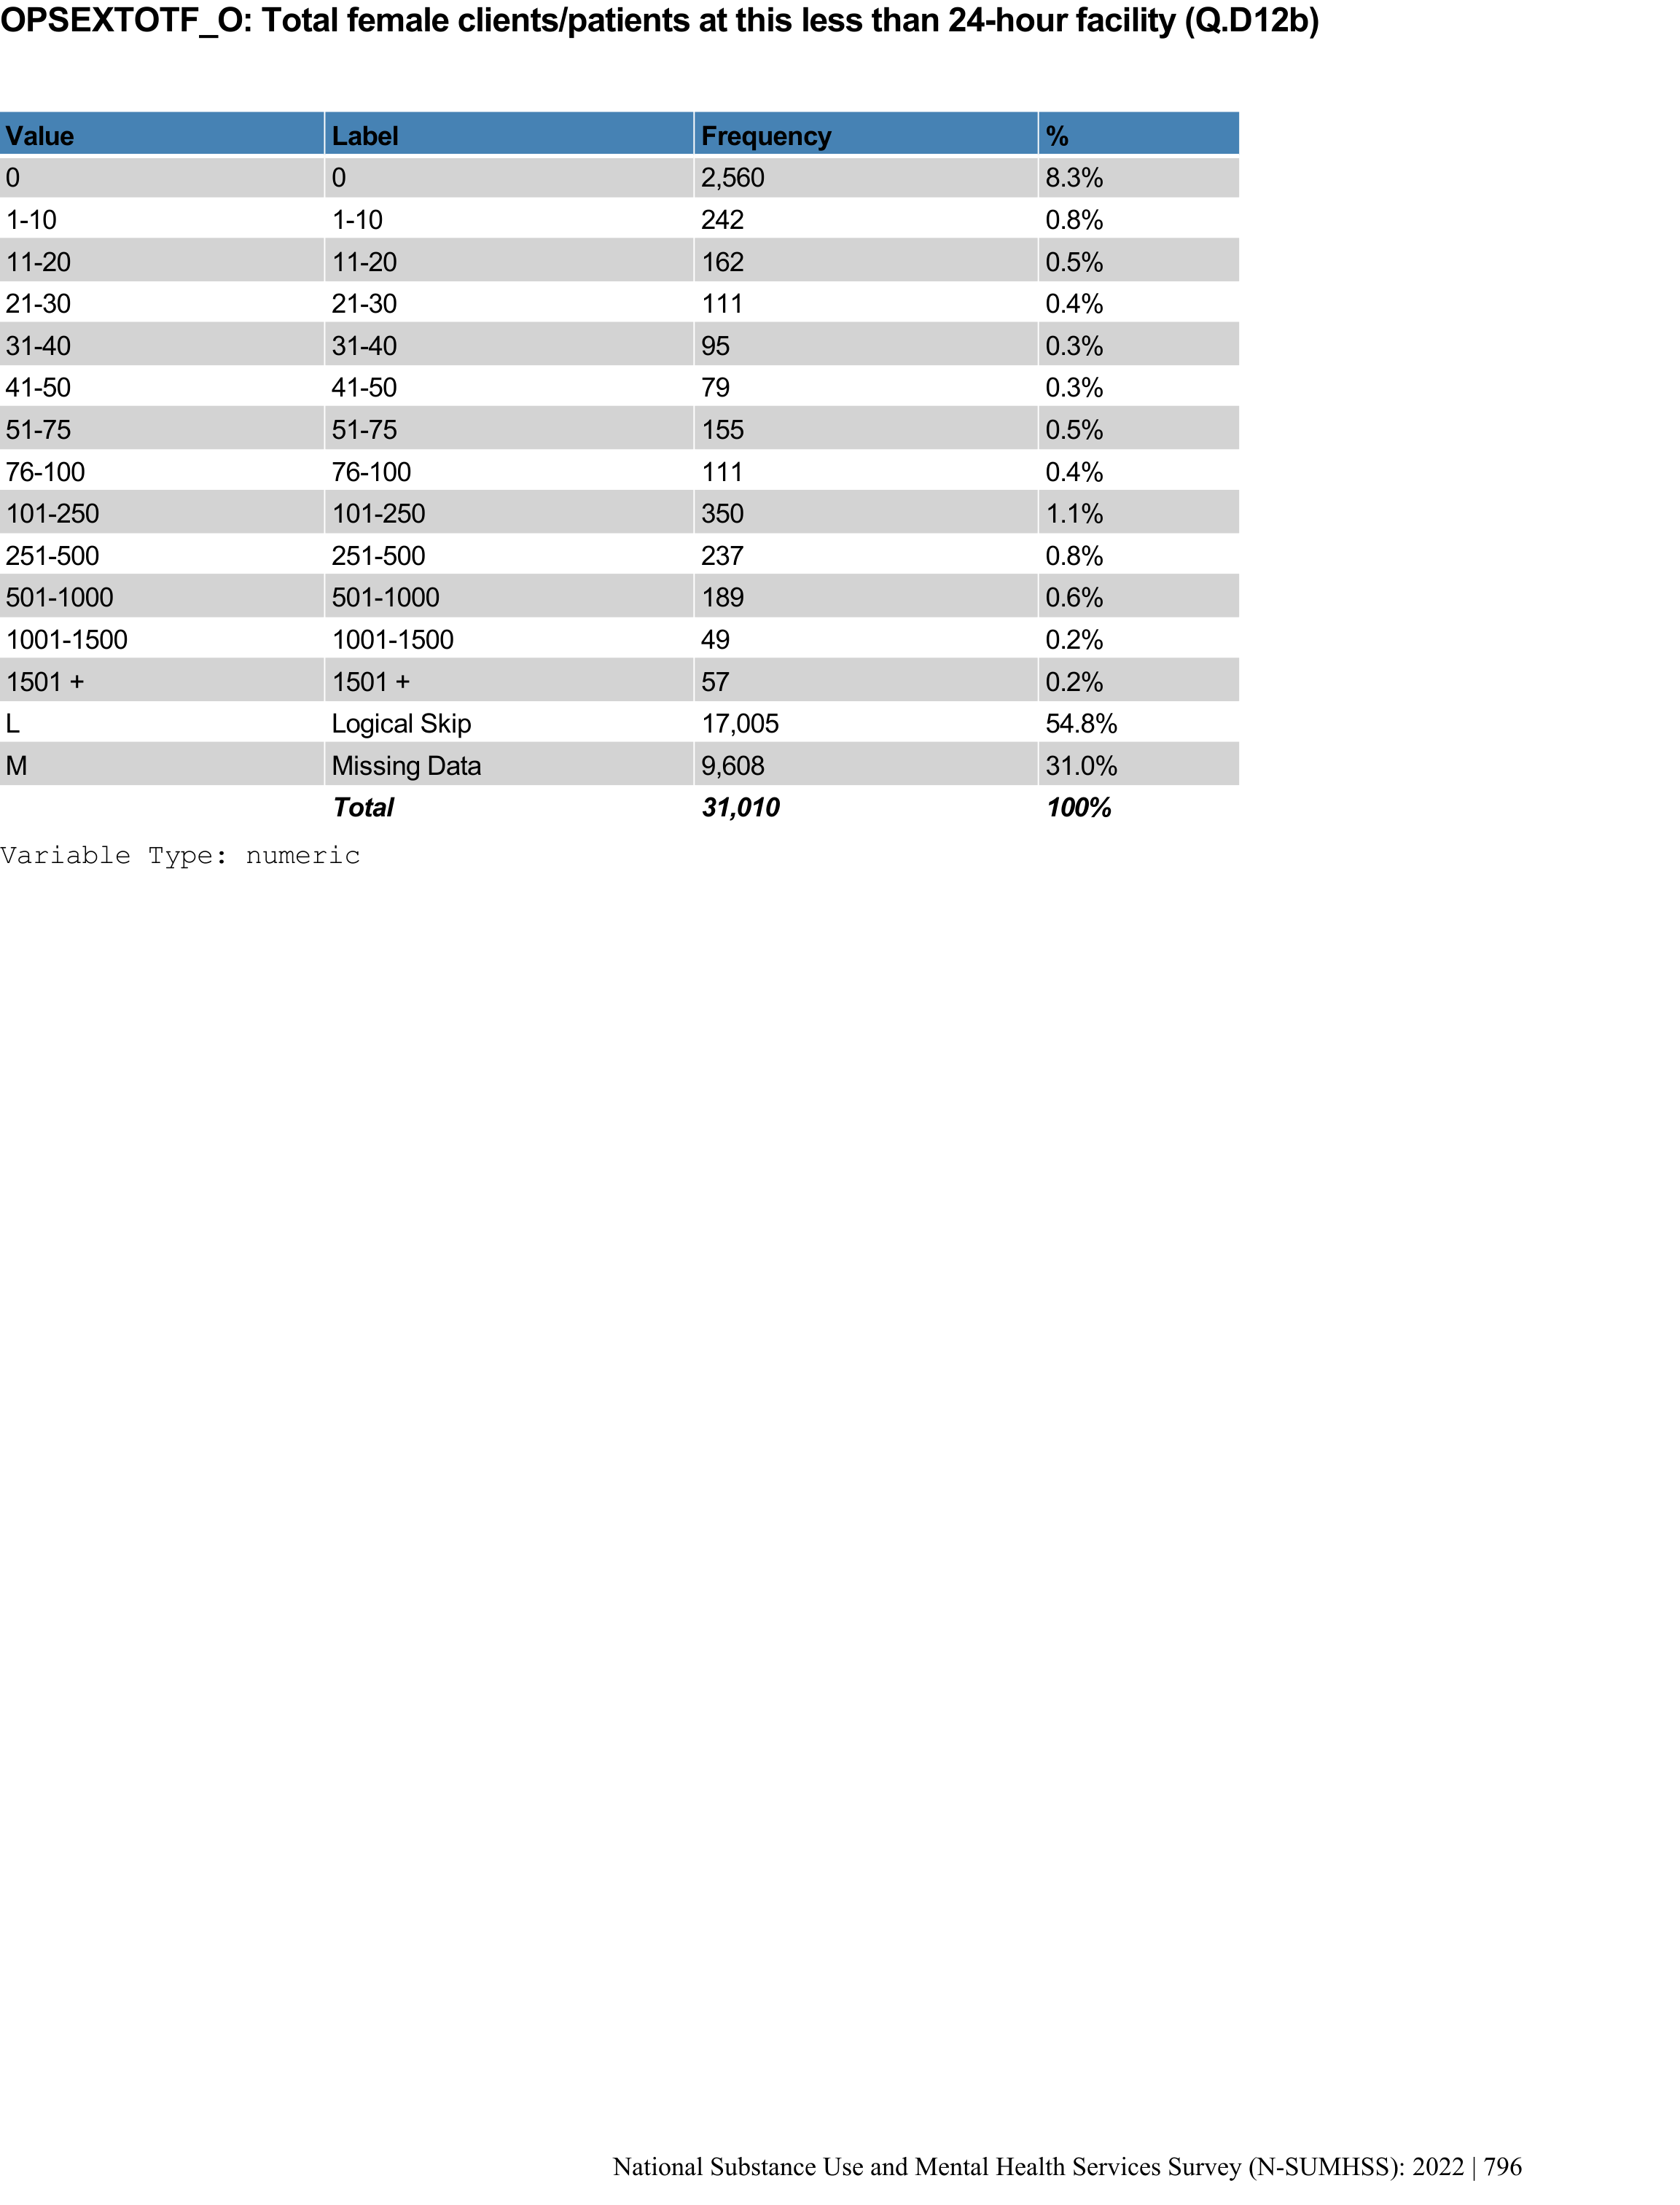 OPSEXTOTF_O: Total female clients/patients at this less than 24-hour facility (Q.D12b)
Value Label Frequency %
0 0 2,560 8.3%
1-10 1-10 242 0.8%
11-20 11-20 162 0.5%
21-30 21-30 111 0.4%
31-40 31-40 95 0.3%
41-50 41-50 79 0.3%
51-75 51-75 155 0.5%
76-100 76-100 111 0.4%
101-250 101-250 350 1.1%
251-500 251-500 237 0.8%
501-1000 501-1000 189 0.6%
1001-1500 1001-1500 49 0.2%
1501 + 1501 + 57 0.2%
L Logical Skip 17,005 54.8%
M Missing Data 9,608 31.0%
Total 31,010 100%
Variable Type: numeric
National Substance Use and Mental Health Services Survey (N-SUMHSS): 2022 | 796